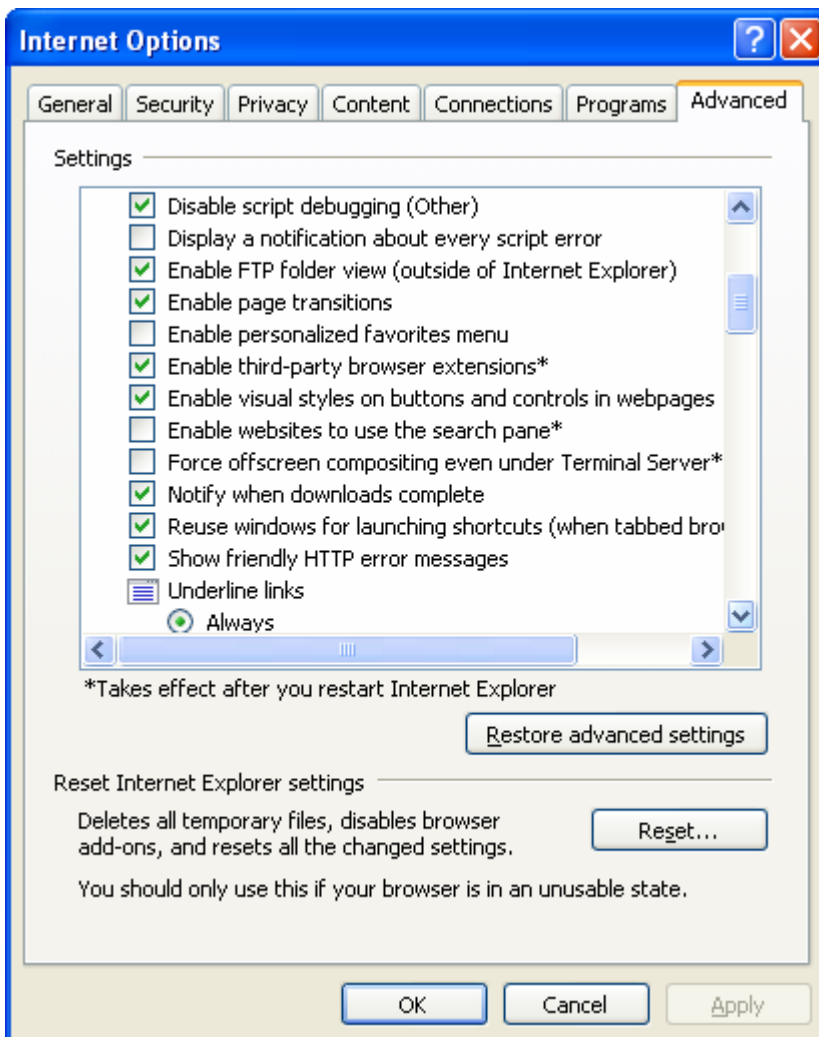 Internet Options
General Security Privacy Content Connections Programs Advanced
Settings
Disable script debugging (Other)
Display a notification about every script error
Enable FTP folder view (outside of Internet Explorer)
Enable page transitions
Enable personalized favorites menu
Enable third-party browser extensions*
Enable visual styles on buttons and controls in webpages
Enable websites to use the search pane*
Force offscreen compositing even under Terminal Server*
Notify when downloads complete
Reuse windows for launching shortcuts (when tabbed
Show friendly HTTP error messages
Underline links
Always
*Takes effect after you restart Internet Explorer
Restore advanced settings
Reset Internet Explorer settings
Deletes all temporary files, disables browser
add-ons, and resets all the changed settings.
Reset...
You should only use this if your browser is in an unusable state.
OK Cancel Apply